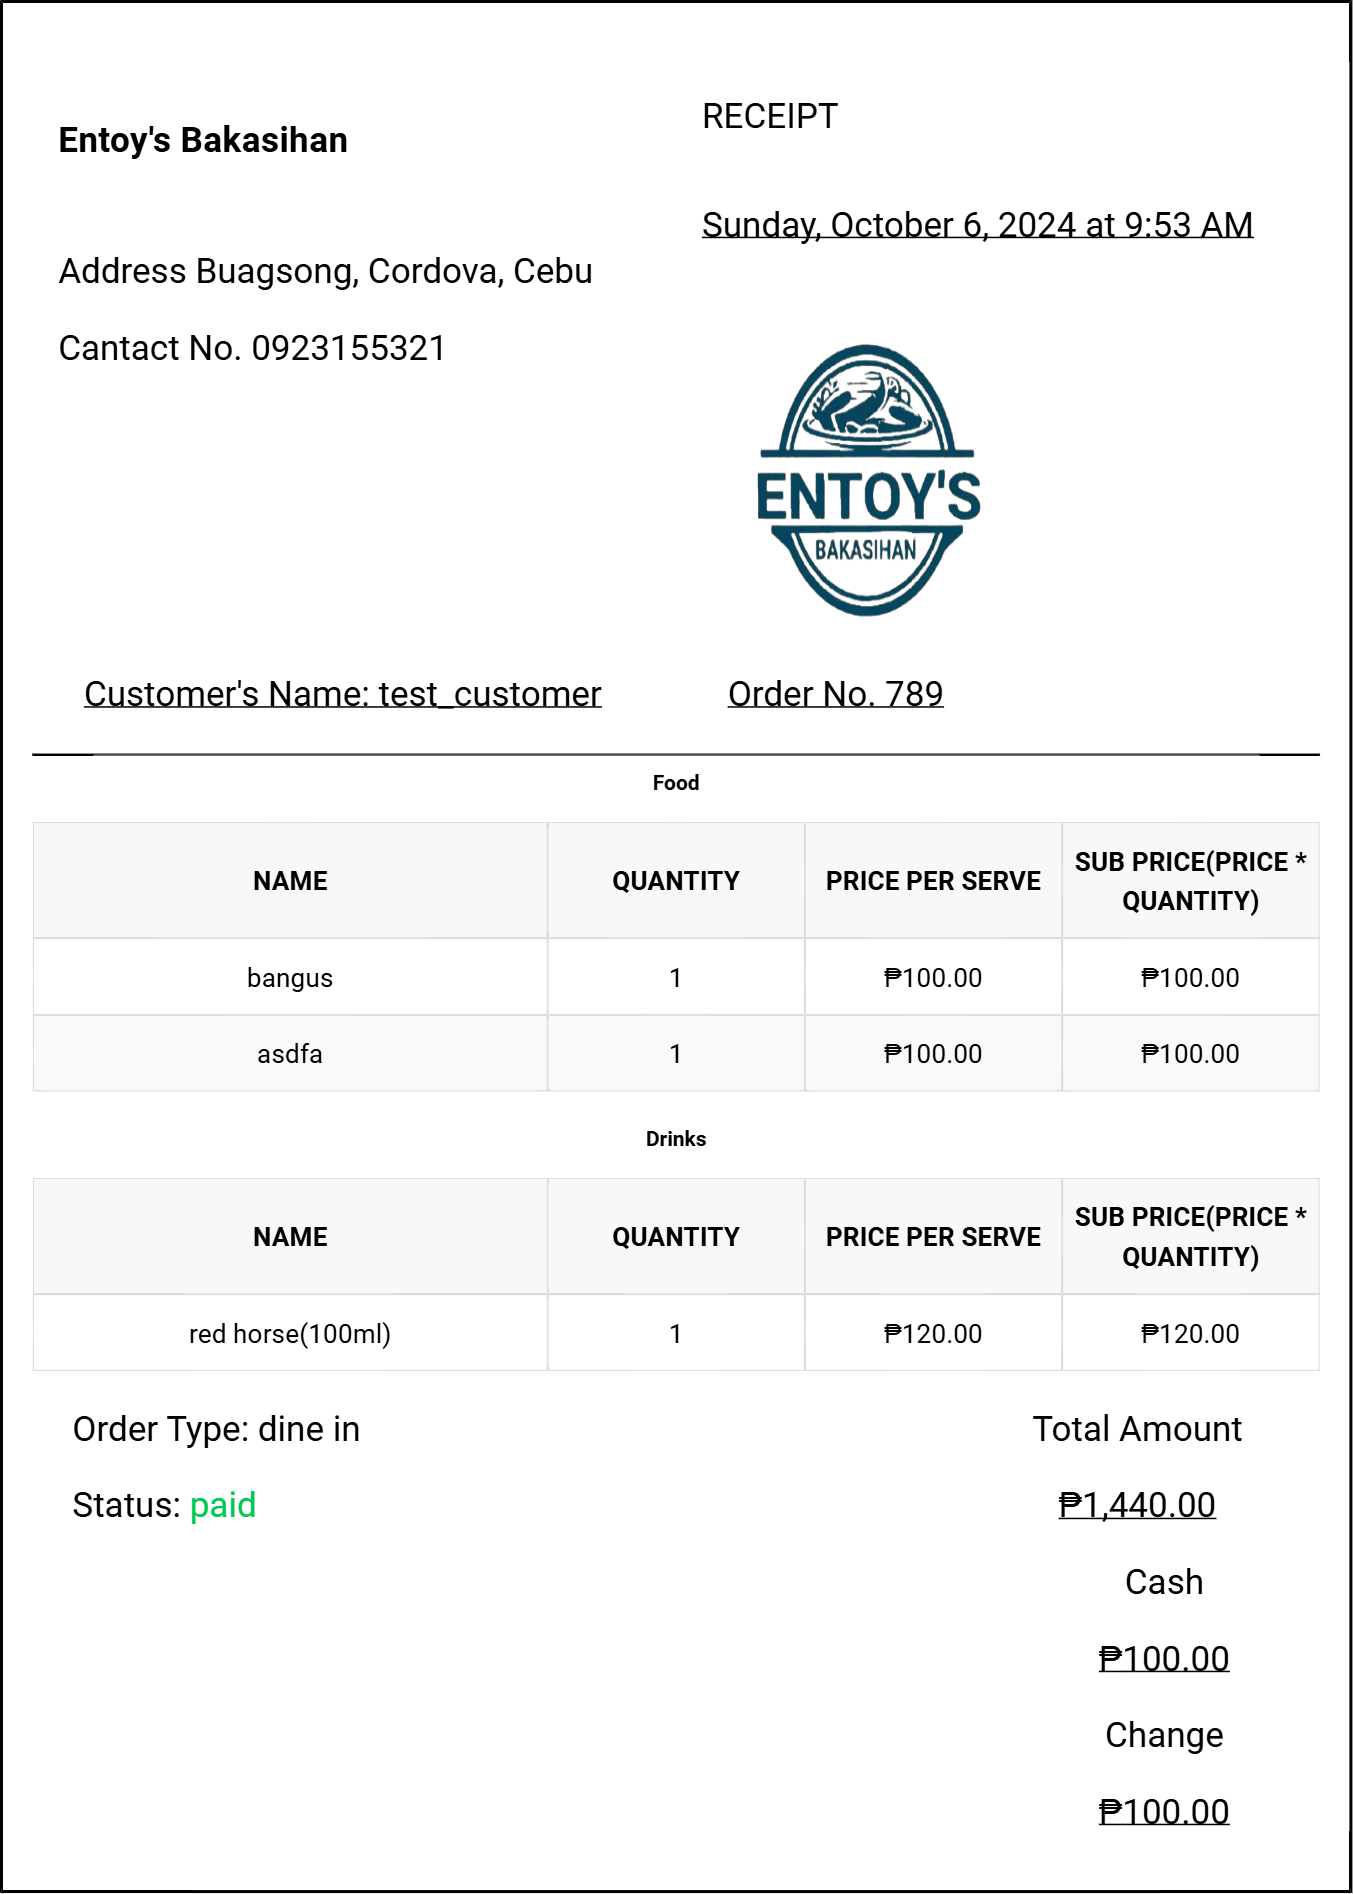 Entoy's Bakasihan
RECEIPT
Sunday, October 6, 2024 at 9:53 AM
Address Buagsong, Cordova, Cebu
Cantact No. 0923155321
ENTOY'S
BAKASIHAN
Customer's Name: test_customer
Order No. 789
Food
NAME QUANTITY PRICE PER SERVE SUB PRICE(PRICE * QUANTITY)
bangus 1 ₱100.00 ₱100.00
asdfa 1 ₱100.00 ₱100.00
Drinks
NAME QUANTITY PRICE PER SERVE SUB PRICE(PRICE * QUANTITY)
red horse(100ml) 1 ₱120.00 ₱120.00
Order Type: dine in
Status: paid
Total Amount
₱1,440.00
Cash
₱100.00
Change
₱100.00